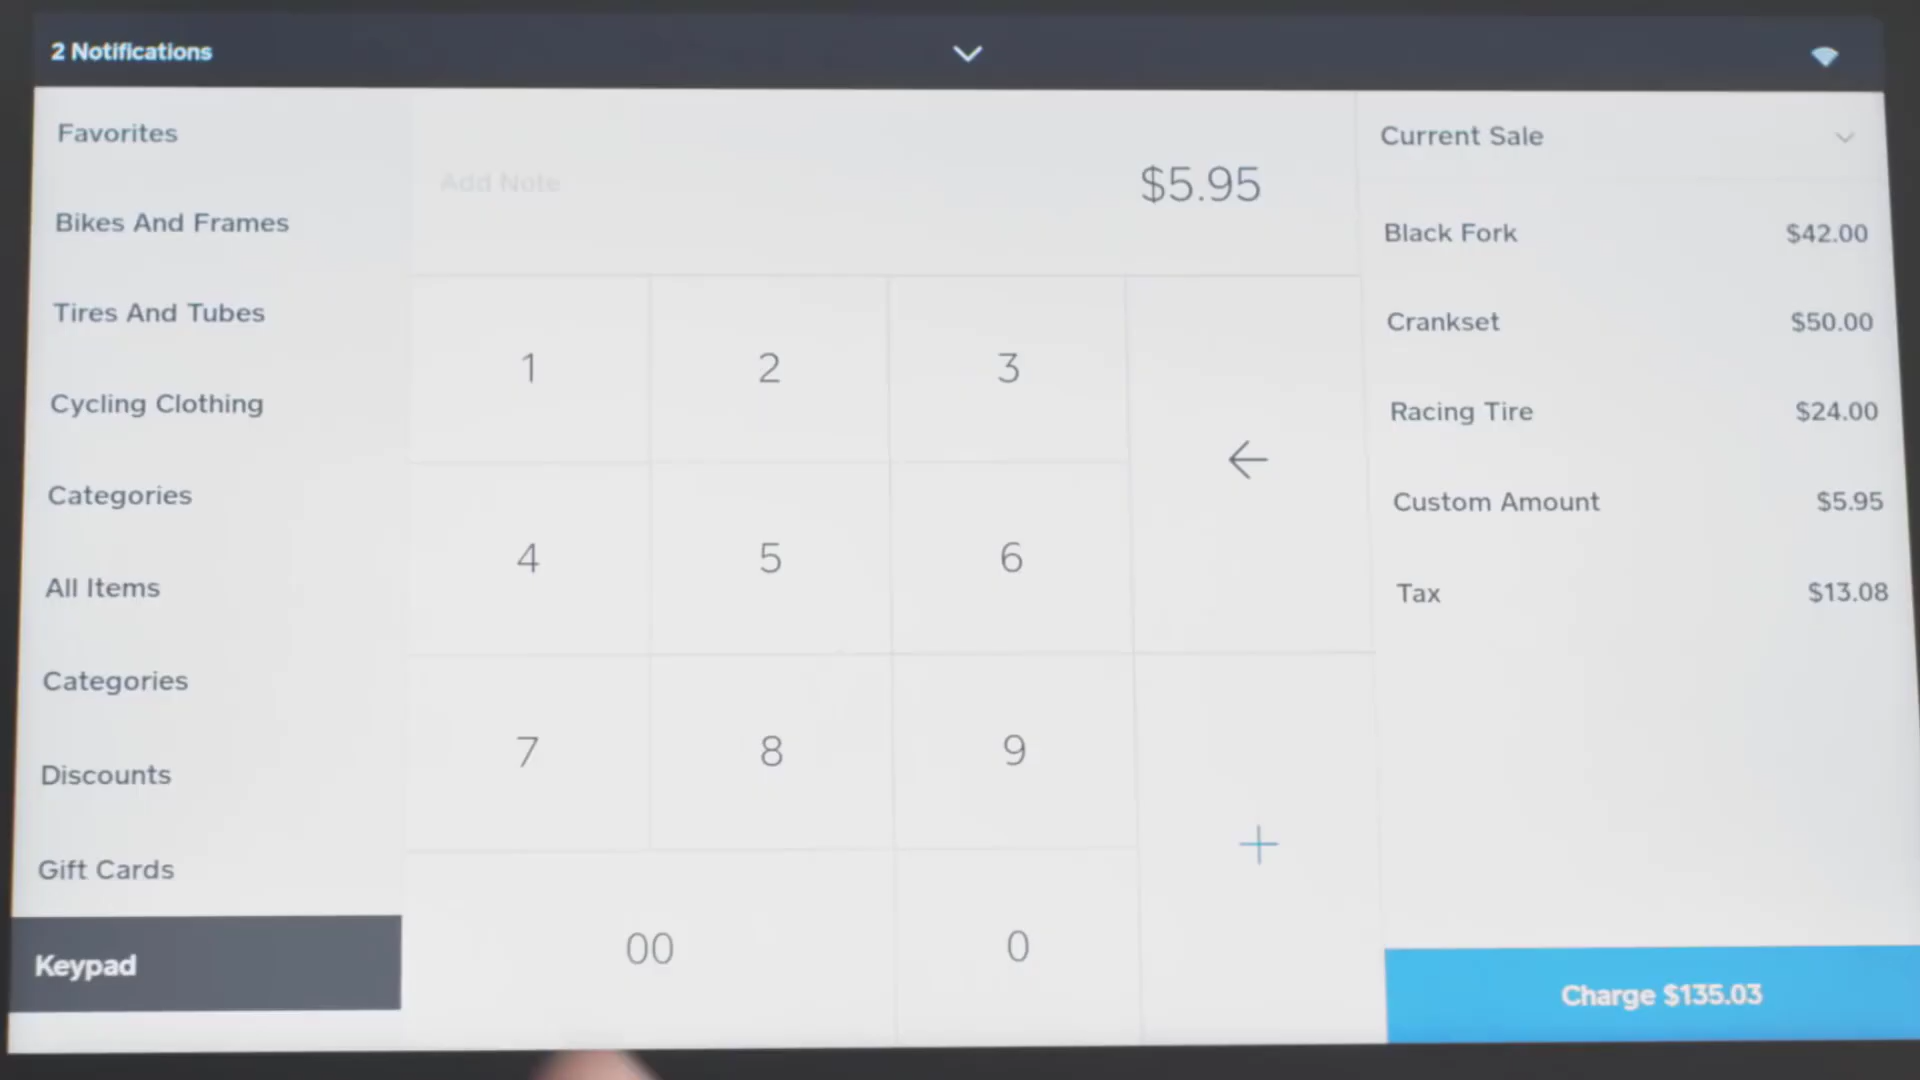 2 Notifications
Favorites
Bikes And Frames
Tires And Tubes
Cycling Clothing
Categories
All Items
Categories
Discounts
Gift Cards
Keypad
Add Note
$5.95
1 2 3
4 5 6
7 8 9
00 0
Current Sale
Black Fork $42.00
Crankset $50.00
Racing Tire $24.00
Custom Amount $5.95
Tax $13.08
Charge $135.03